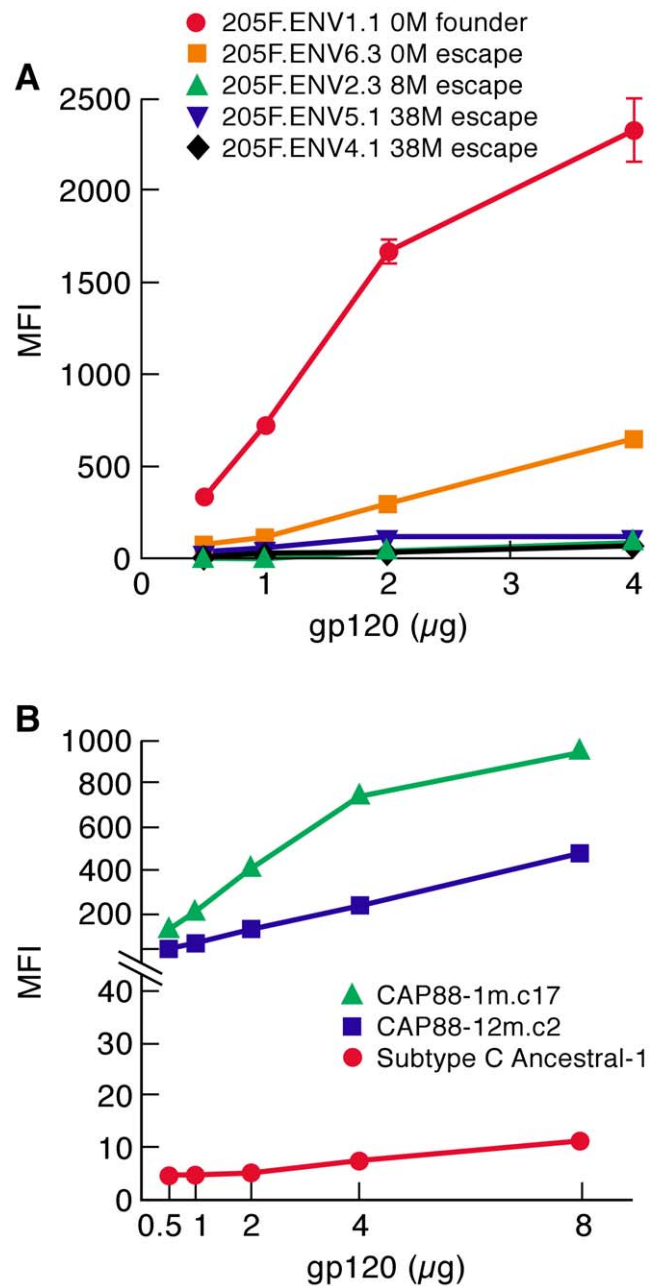 205F.ENV1.1 0M founder
205F.ENV6.3 0M escape
205F.ENV2.3 8M escape
205F.ENV5.1 38M escape
205F.ENV4.1 38M escape
A
2500
2000
1500
1000
500
0
MFI
0 1 2 3 4
gp120 (µg)
B
1000
800
600
400
200
40
30
20
10
0
MFI
CAP88-1m.c17
CAP88-12m.c2
Subtype C Ancestral-1
0.5 1 2 4 8
gp120 (µg)